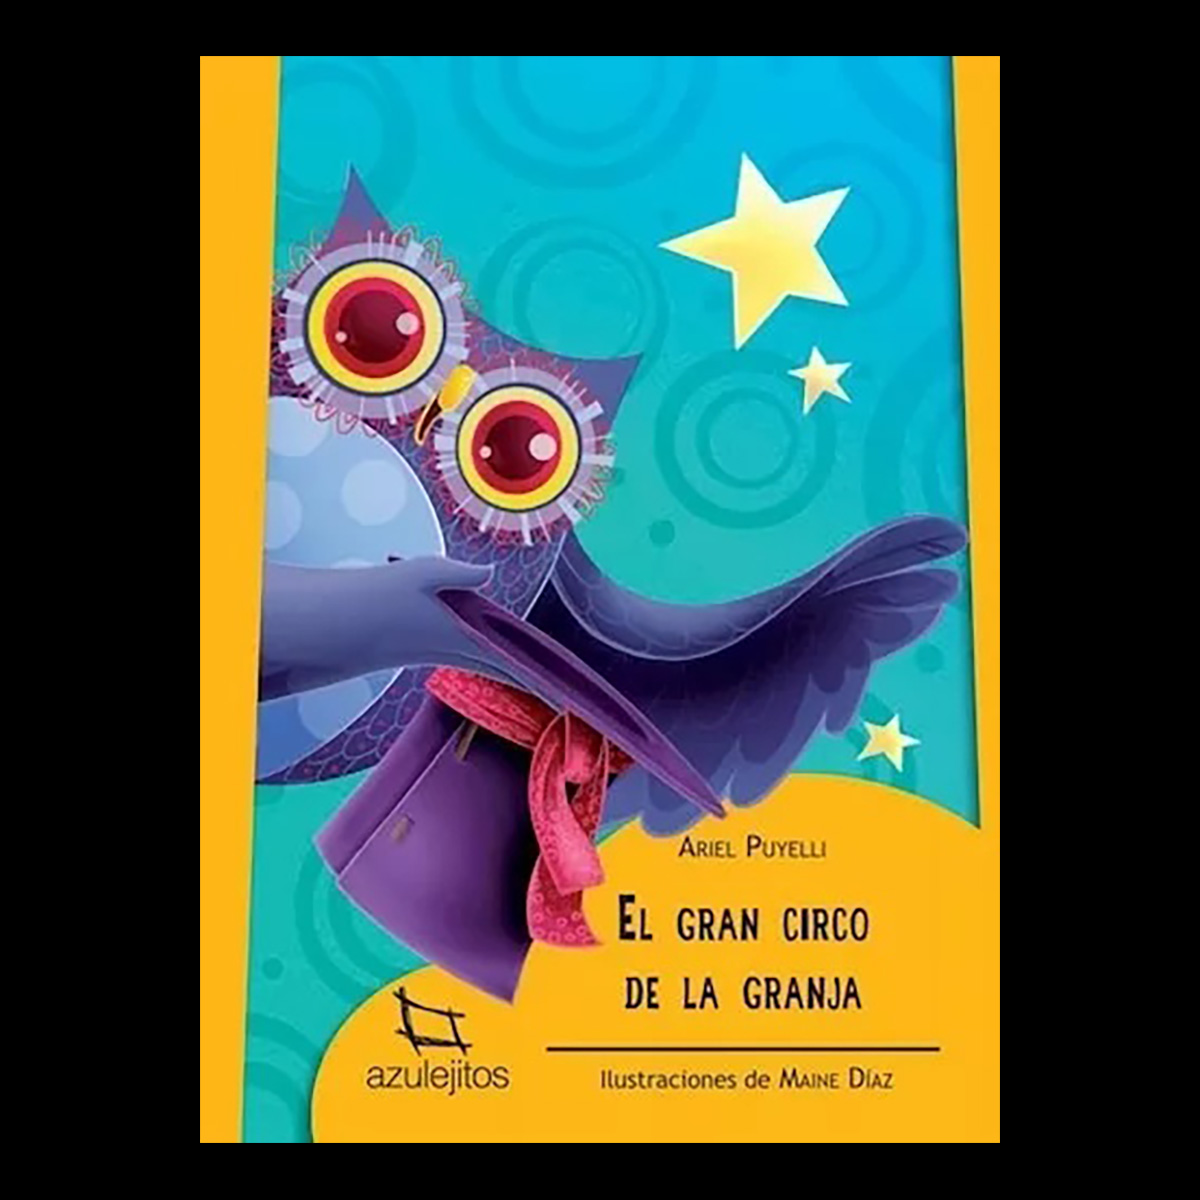 Ariel Puyelli
El gran circo
de la granja
azulejitos
Ilustraciones de Maine Díaz